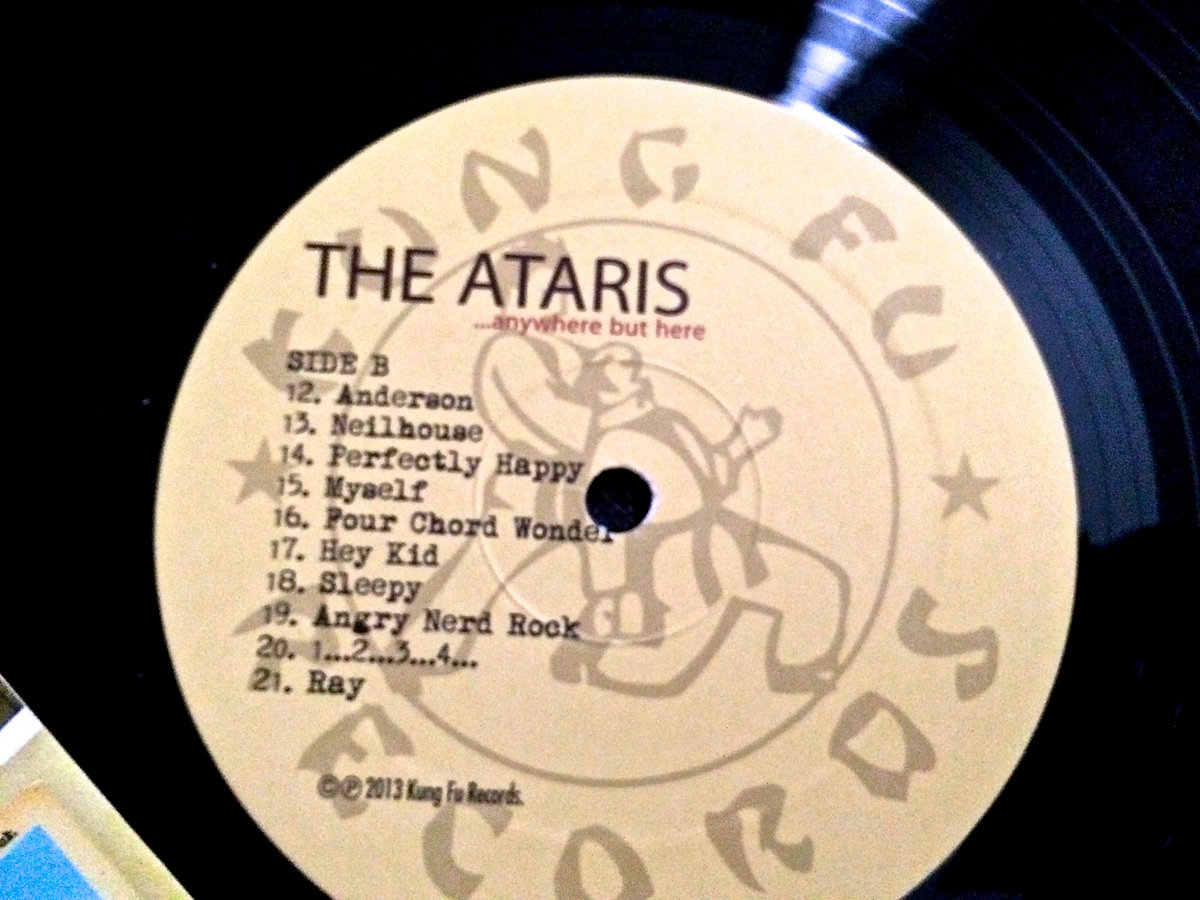 KUNG FU
THE ATARIS
...anywhere but here
SIDE B
12. Anderson
13. Neilhouse
14. Perfectly Happy
15. Myself
16. Four Chord Wonder
17. Hey Kid
18. Sleepy
19. Angry Nerd Rock
20. 1...2...3...4...
21. Ray
©℗ 2013 Kung Fu Records.
RECORDS